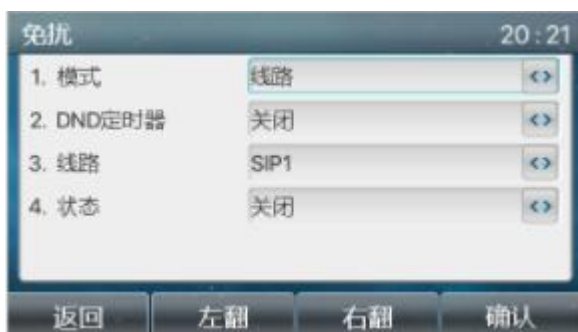 免扰 20:21
1. 模式 线路
2. DND定时器 关闭
3. 线路 SIP1
4. 状态 关闭
返回 左翻 右翻 确认